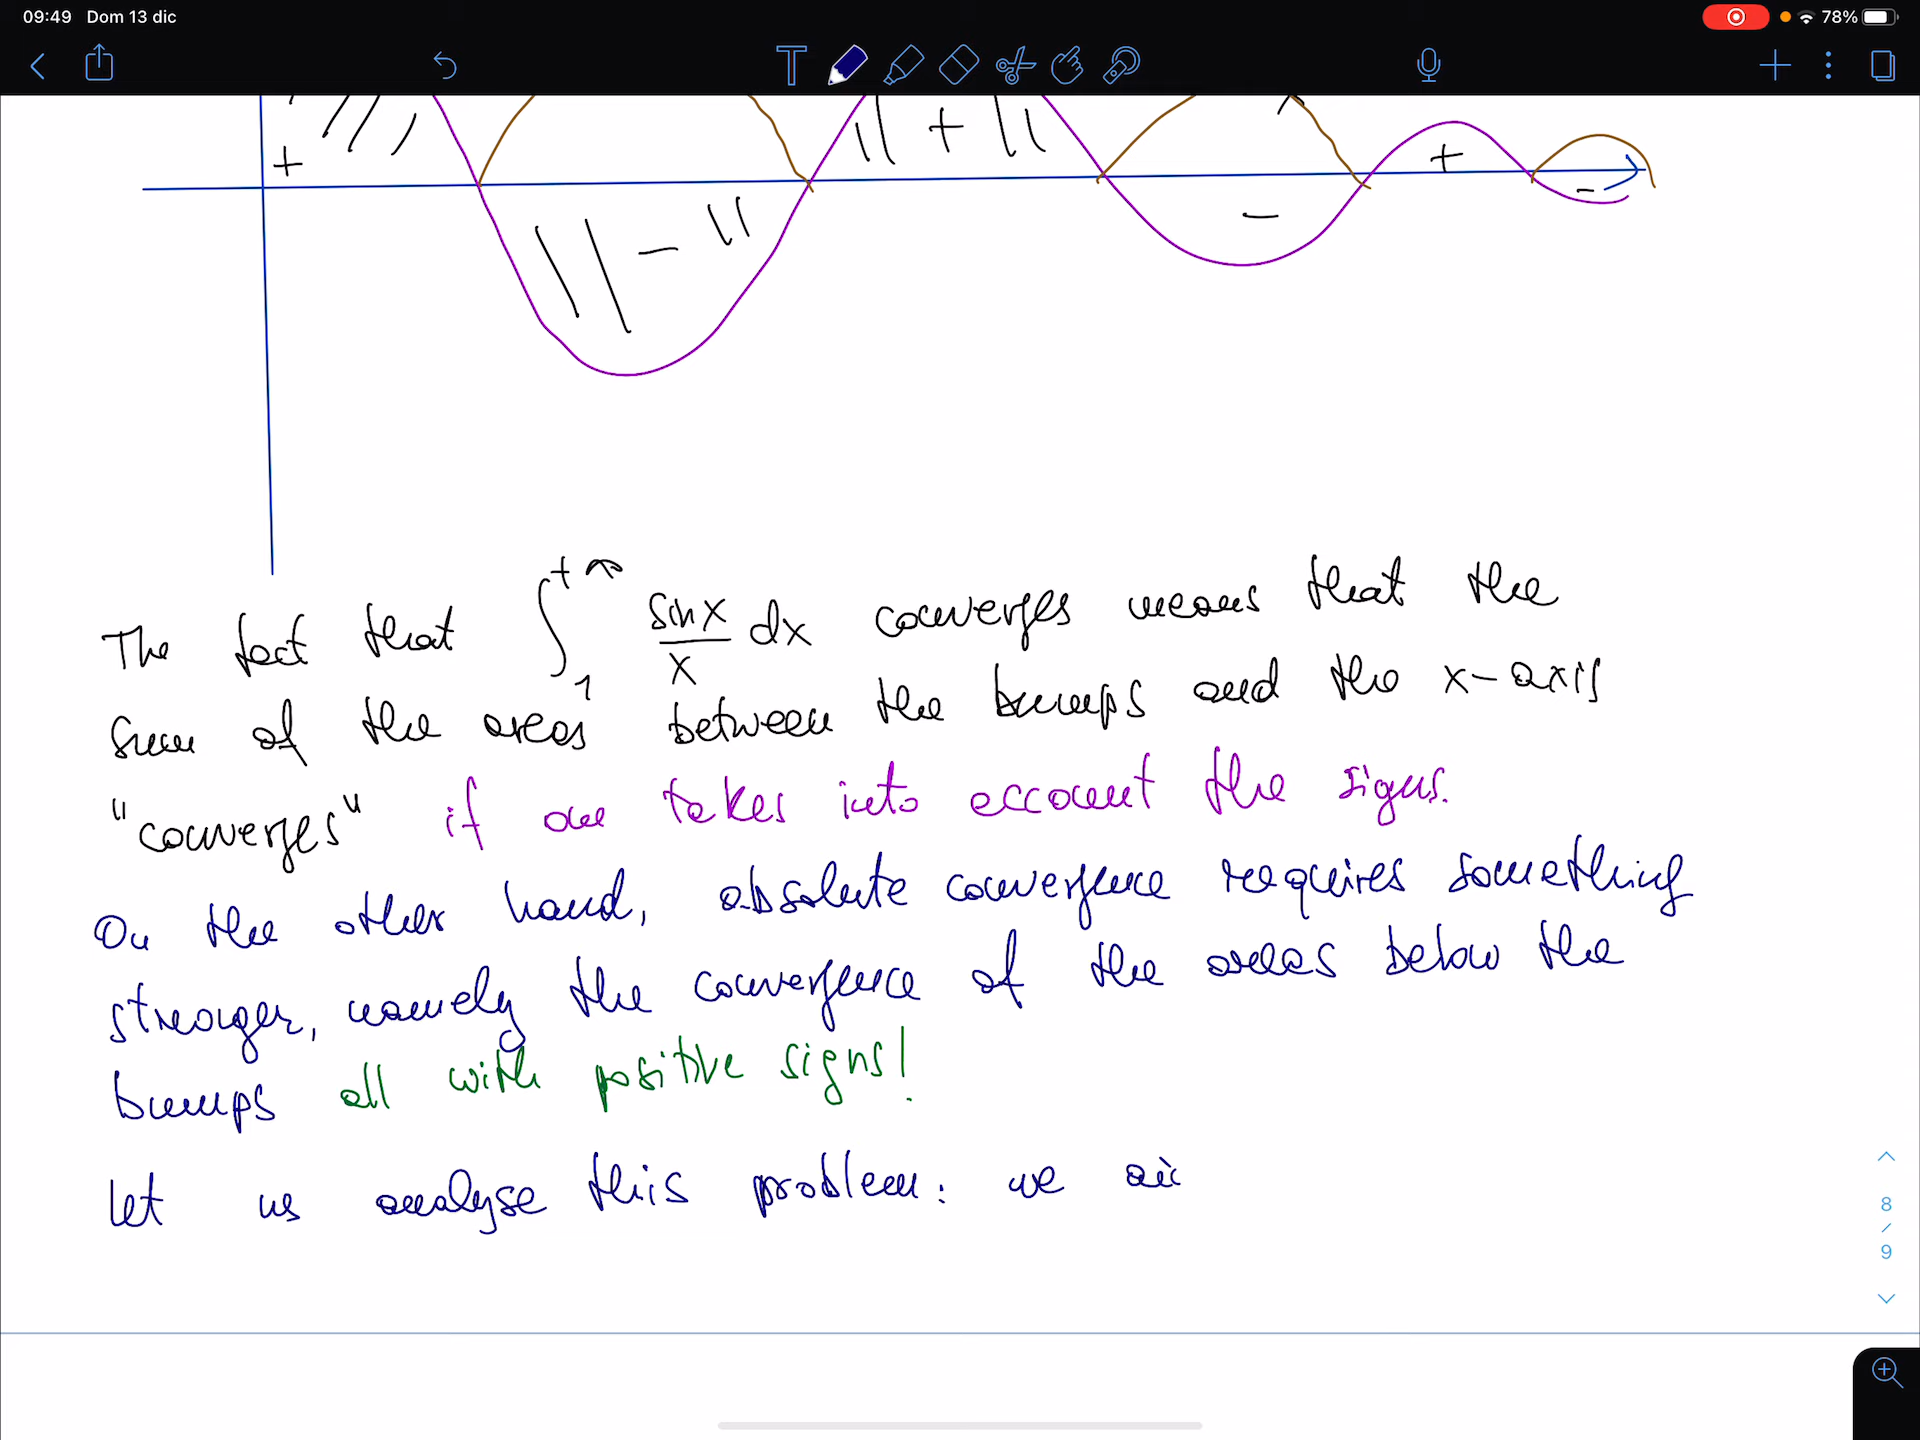 09:49 Dom 13 dic 78%
+ || + || +
|| - || - -
The fact that ∫₁^{+∞} sin x / x dx converges means that the
sum of the areas between the bumps and the x-axis
"converges" if one takes into account the signs.
On the other hand, absolute convergence requires something
stronger, namely the convergence of the areas below the
bumps all with positive signs!
Let us analyse this problem: we ai
8
/
9